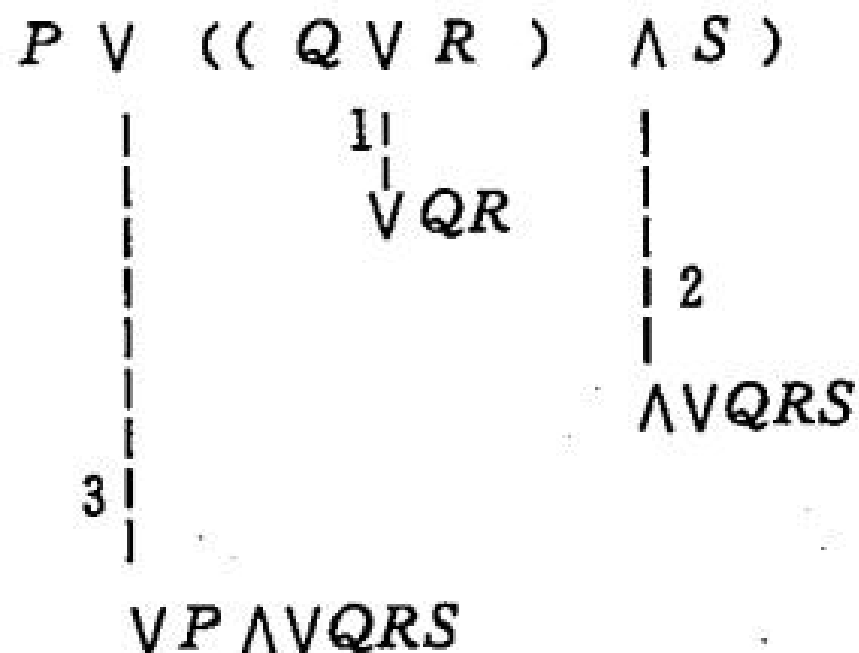 P ∨ (( Q ∨ R ) ∧ S )
1
∨ QR
2
∧∨QRS
3
∨P∧∨QRS